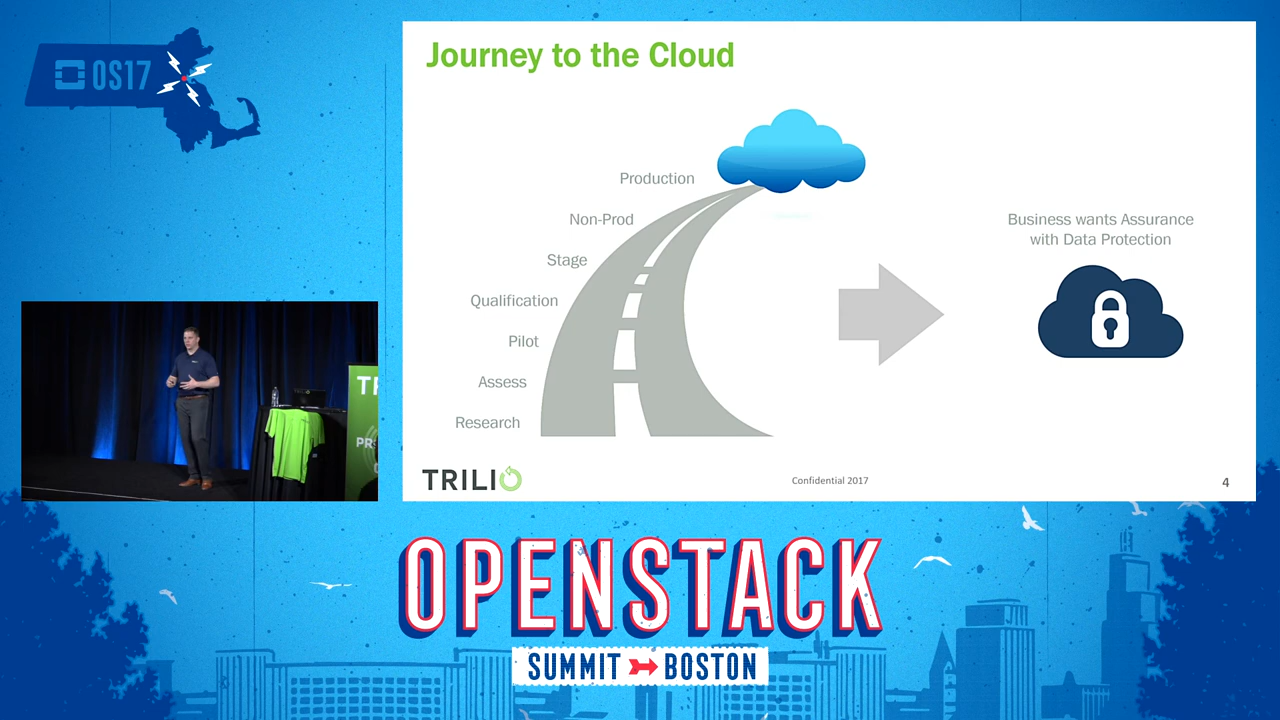 OS17
Journey to the Cloud
Production
Non-Prod
Stage
Qualification
Pilot
Assess
Research
Business wants Assurance
with Data Protection
TRILIO
Confidential 2017
4
OPENSTACK
SUMMIT BOSTON